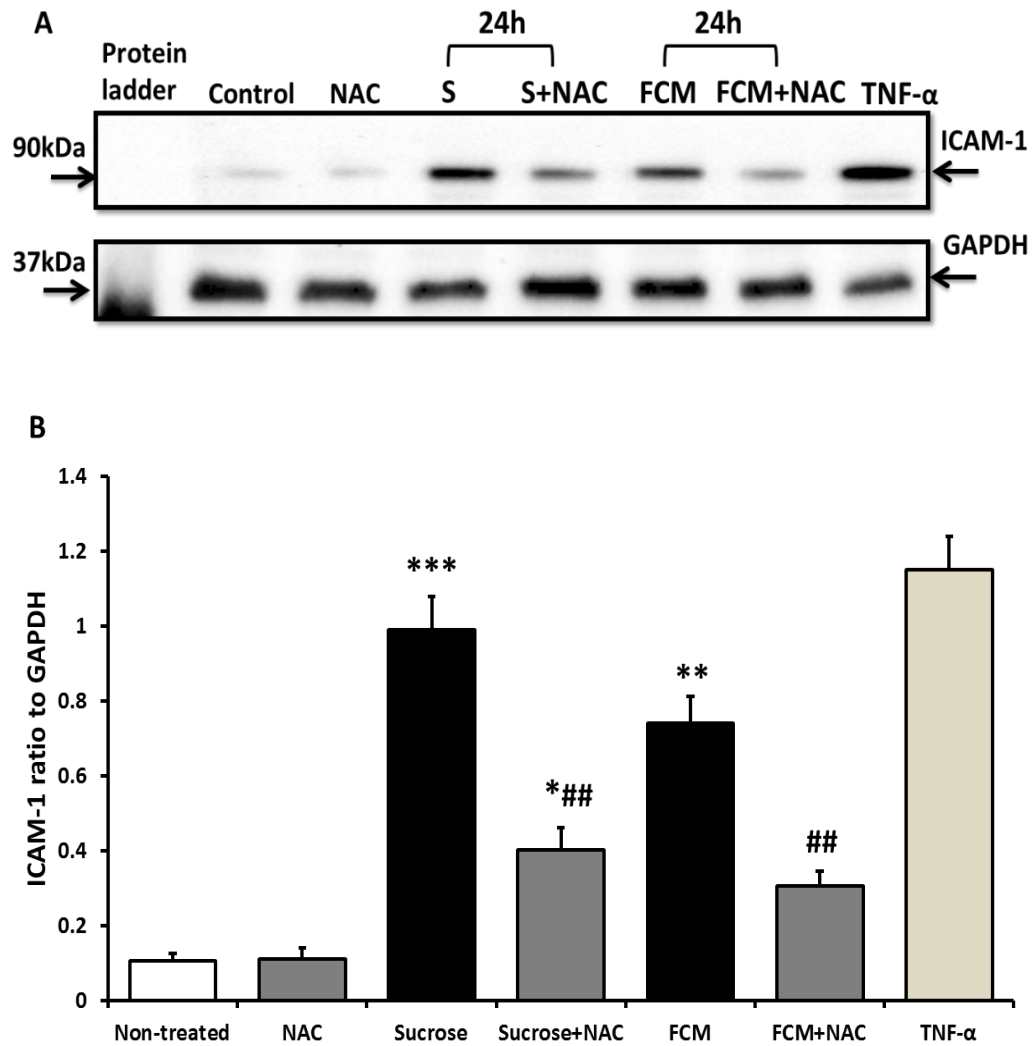 A
24h
24h
Protein
ladder
Control
NAC
S
S+NAC
FCM
FCM+NAC
TNF-α
90kDa
ICAM-1
37kDa
GAPDH
B
ICAM-1 ratio to GAPDH
1.4
1.2
1
0.8
0.6
0.4
0.2
0
***
*##
**
##
Non-treated
NAC
Sucrose
Sucrose+NAC
FCM
FCM+NAC
TNF-α